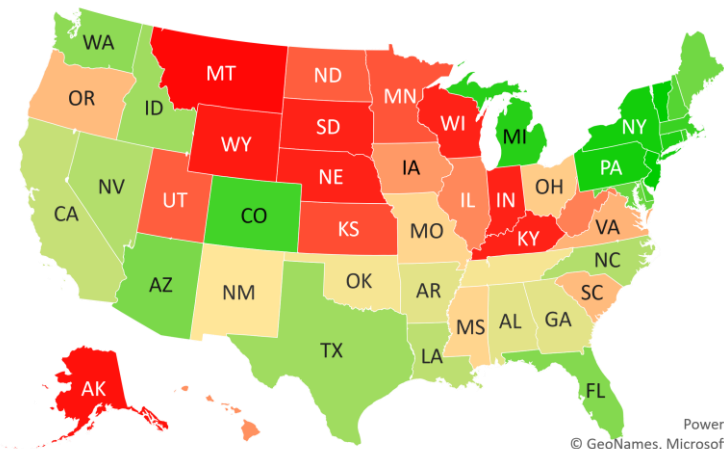 WA
MT
ND
MN
OR
ID
SD
WI
MI
NY
WY
IA
PA
NE
NV
UT
IL
IN
OH
CO
CA
KS
MO
KY
VA
AZ
NM
OK
AR
NC
SC
MS
AL
GA
TX
LA
AK
FL
Power
© GeoNames, Microsof